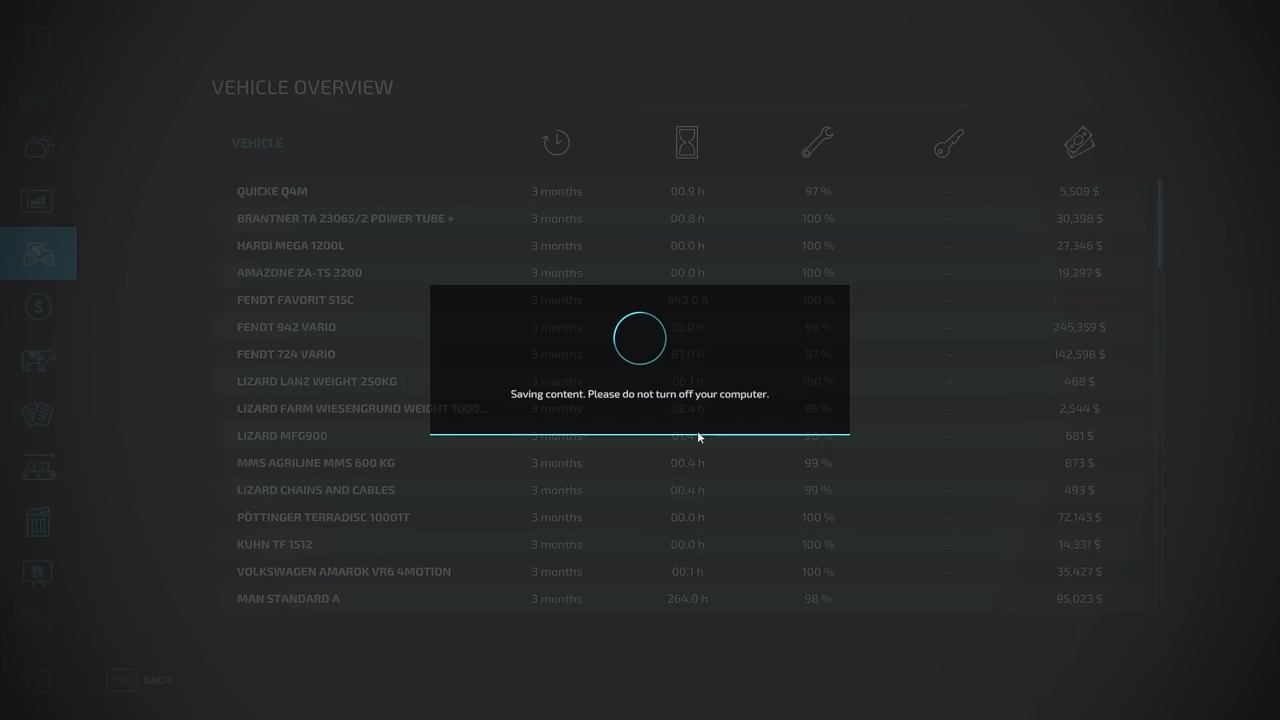 VEHICLE OVERVIEW
VEHICLE
QUICKE Q4M 3 months 00.9 h 97 % - 5,509 $
BRANTNER TA 23065/2 POWER TUBE + 3 months 00.8 h 100 % - 30,398 $
HARDI MEGA 1200L 3 months 00.0 h 100 % - 27,346 $
AMAZONE ZA-TS 3200 3 months 00.0 h 100 % - 19,297 $
FENDT FAVORIT 515C 3 months 442.0 h 100 % -
FENDT 942 VARIO 3 months 55.0 h 99 % - 245,359 $
FENDT 724 VARIO 3 months 87.0 h 97 % - 142,598 $
LIZARD LANZ WEIGHT 250KG 3 months 00.1 h 100 % - 468 $
Saving content. Please do not turn off your computer.
LIZARD FARM WIESENGRUND WEIGHT 1000... 3 months 02.4 h 95 % - 2,544 $
LIZARD MFG900 3 months - 681 $
MMS AGRILINE MMS 600 KG 3 months 00.4 h 99 % - 873 $
LIZARD CHAINS AND CABLES 3 months 00.4 h 99 % - 493 $
PÖTTINGER TERRADISC 10001T 3 months 00.0 h 100 % - 72,143 $
KUHN TF 1512 3 months 00.0 h 100 % - 14,331 $
VOLKSWAGEN AMAROK VR6 4MOTION 3 months 00.1 h 100 % - 35,427 $
MAN STANDARD A 3 months 264.0 h 98 % - 95,023 $
BACK